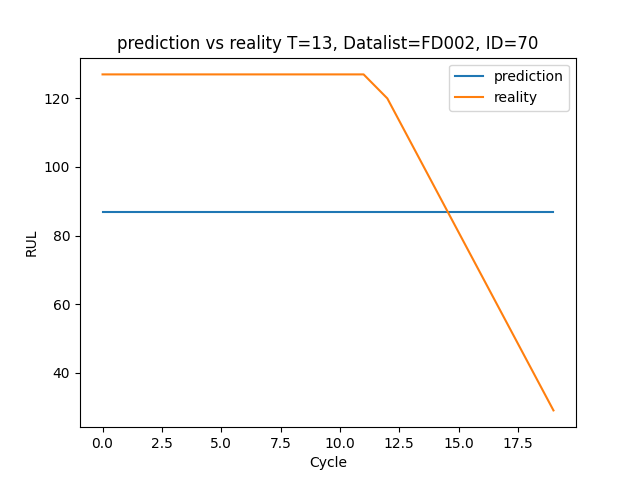 prediction vs reality T=13, Datalist=FD002, ID=70
prediction
reality
RUL
120
100
80
60
40
0.0 2.5 5.0 7.5 10.0 12.5 15.0 17.5
Cycle